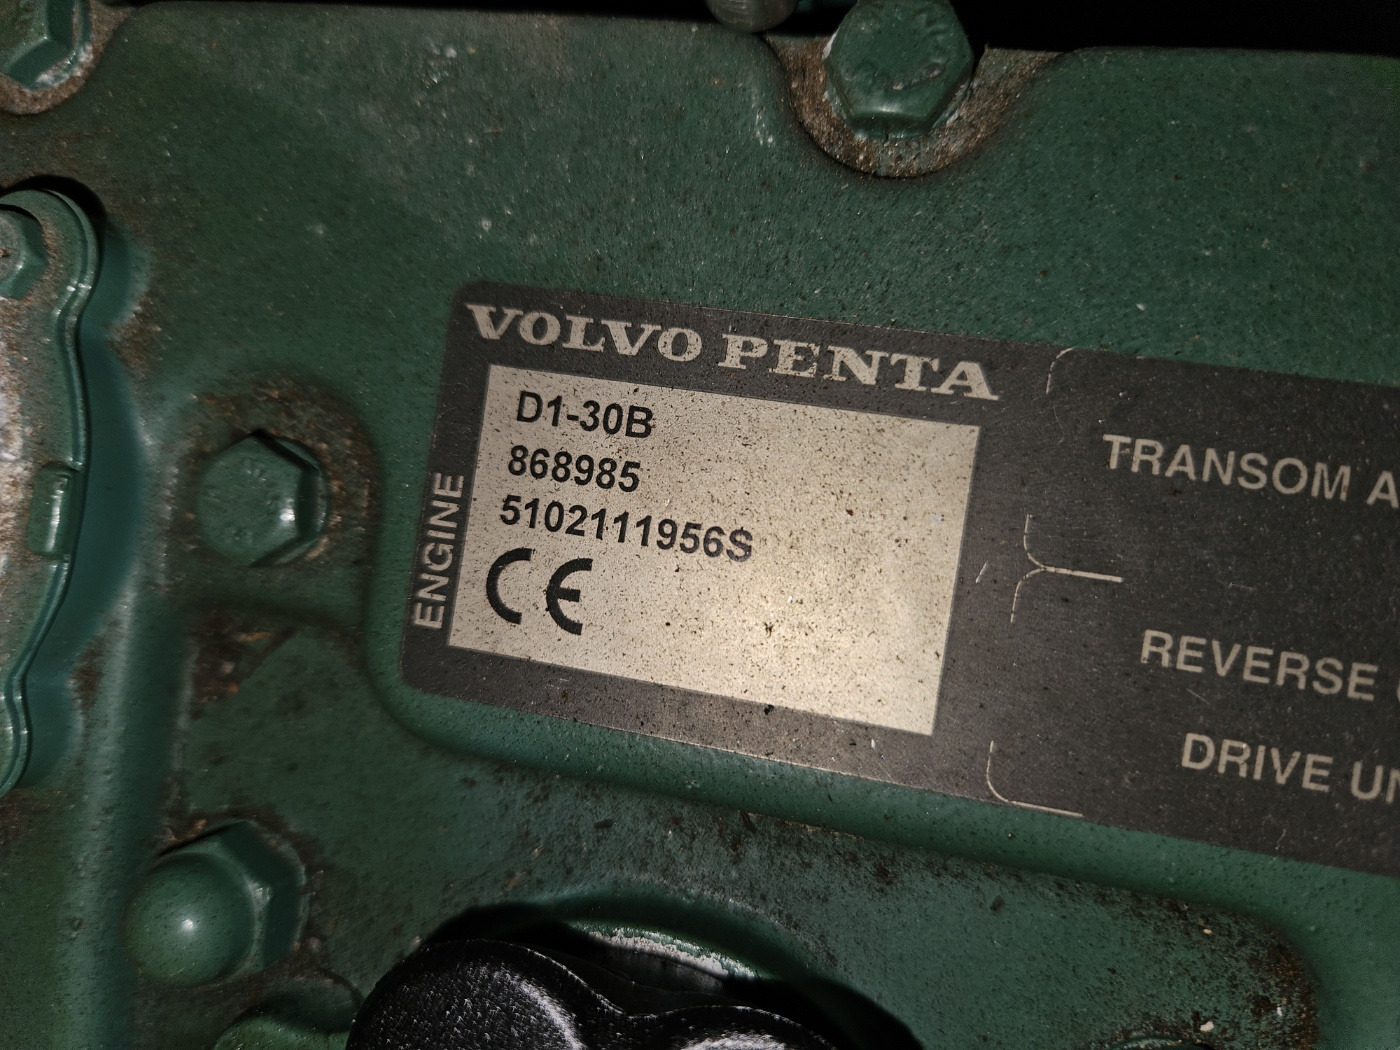 VOLVO PENTA
D1-30B
868985
5102111956S
CE
ENGINE
TRANSOM A
REVERSE
DRIVE UN